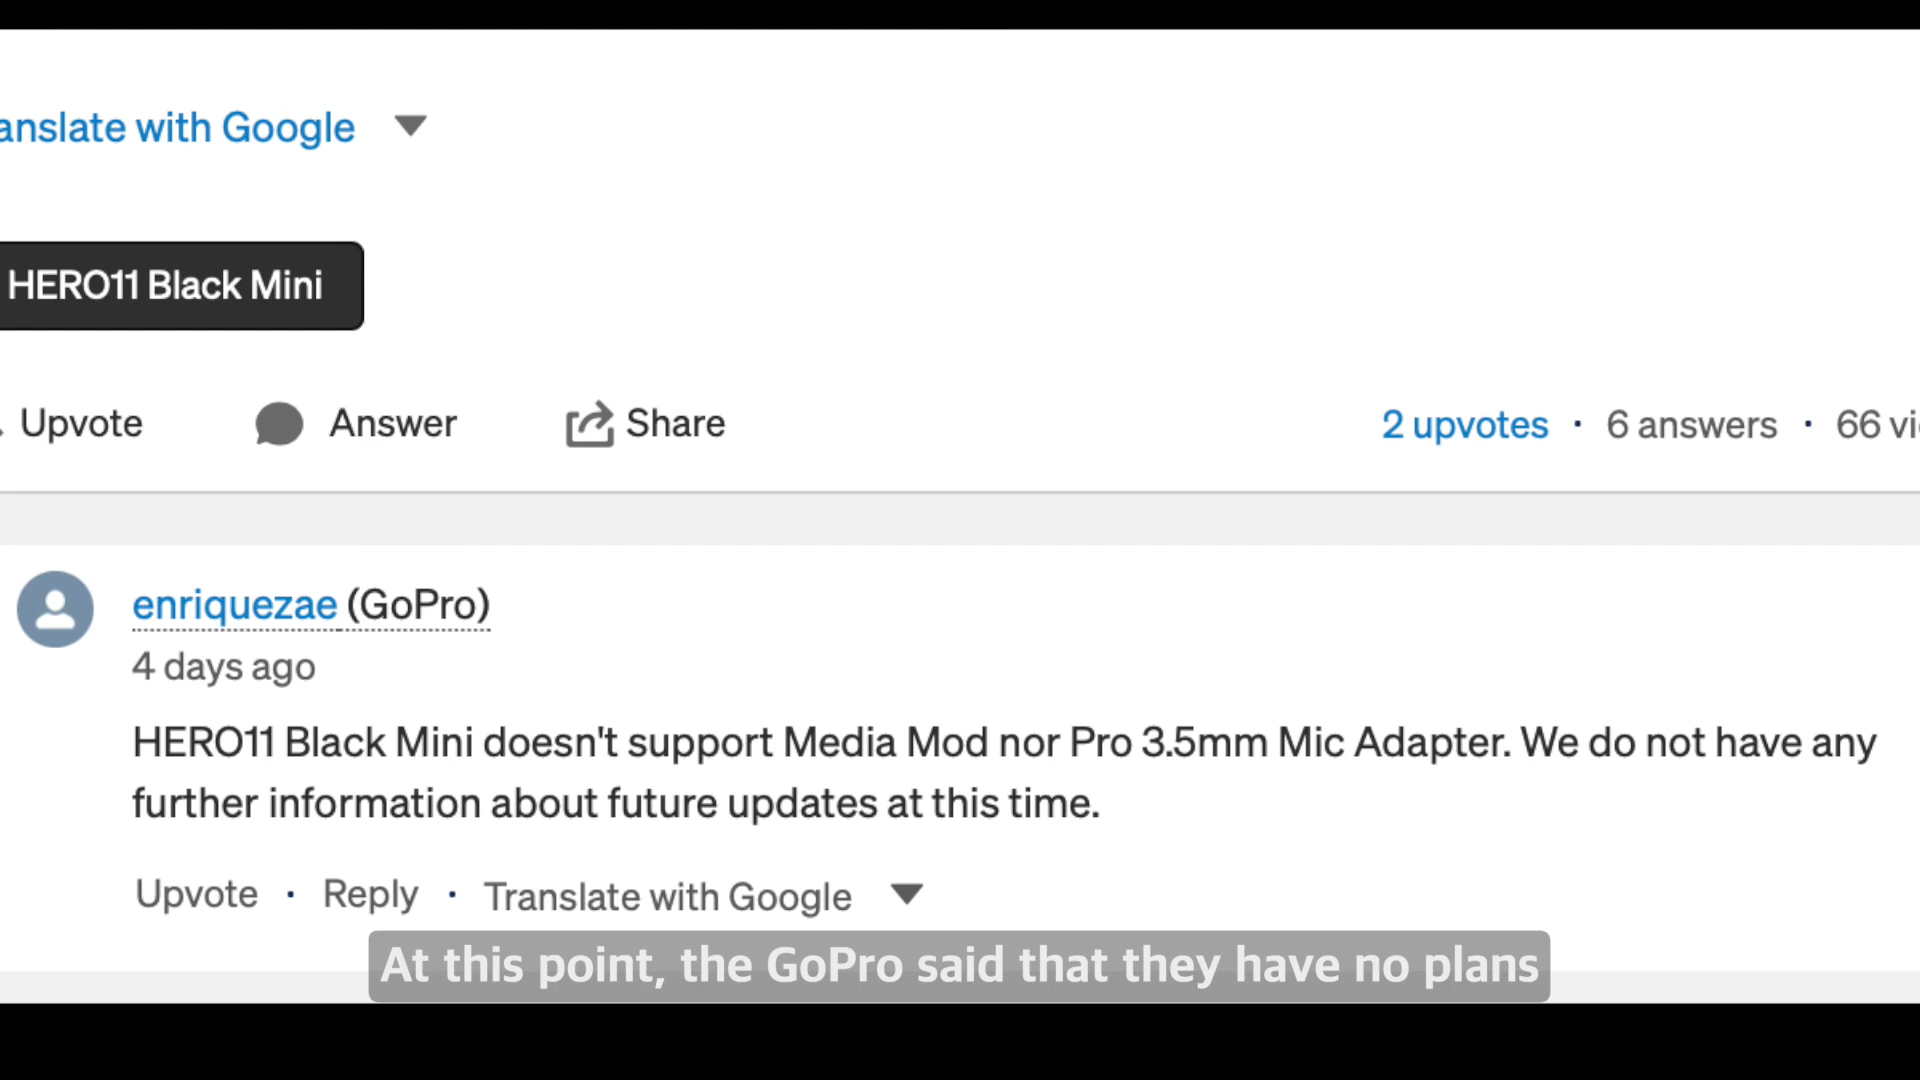 anslate with Google
HERO11 Black Mini
Upvote Answer Share 2 upvotes · 6 answers · 66 vi
enriquezae (GoPro)
4 days ago
HERO11 Black Mini doesn't support Media Mod nor Pro 3.5mm Mic Adapter. We do not have any
further information about future updates at this time.
Upvote · Reply · Translate with Google
At this point, the GoPro said that they have no plans